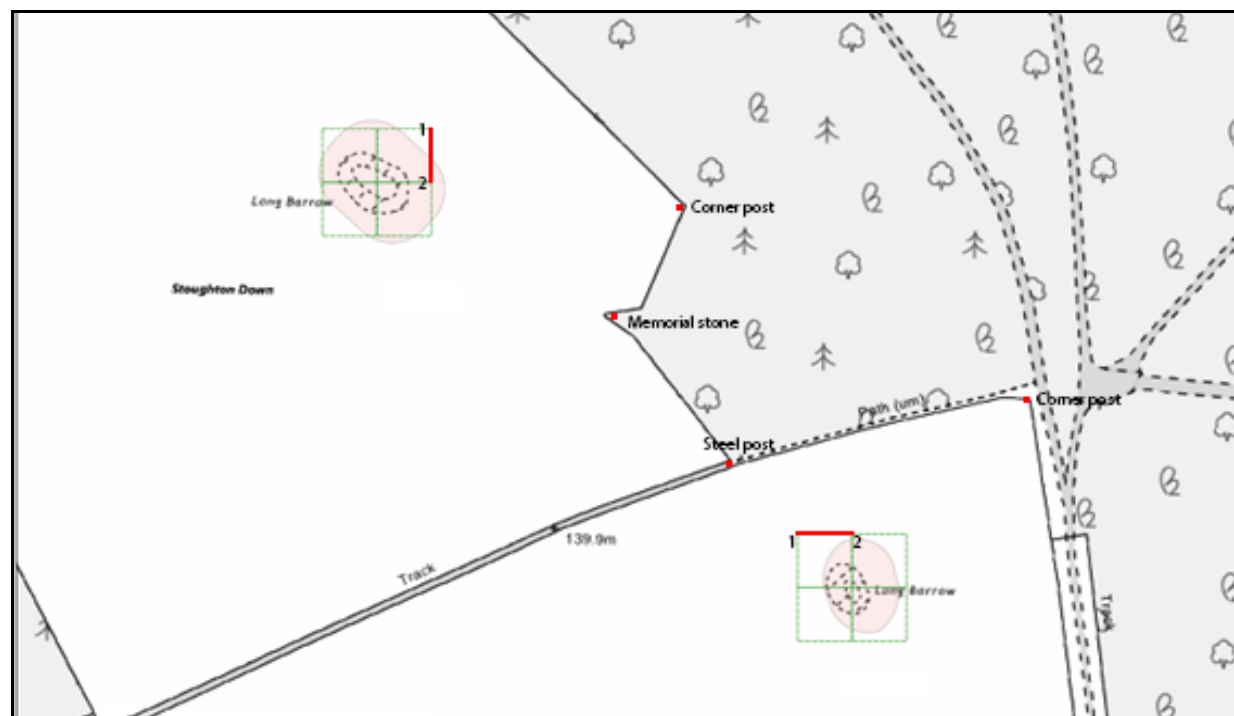 1
2
Long Barrow
Corner post
Stoughton Down
Memorial stone
Path (um)
Corner post
Steel post
139.9m
1
2
Long Barrow
Track
Track